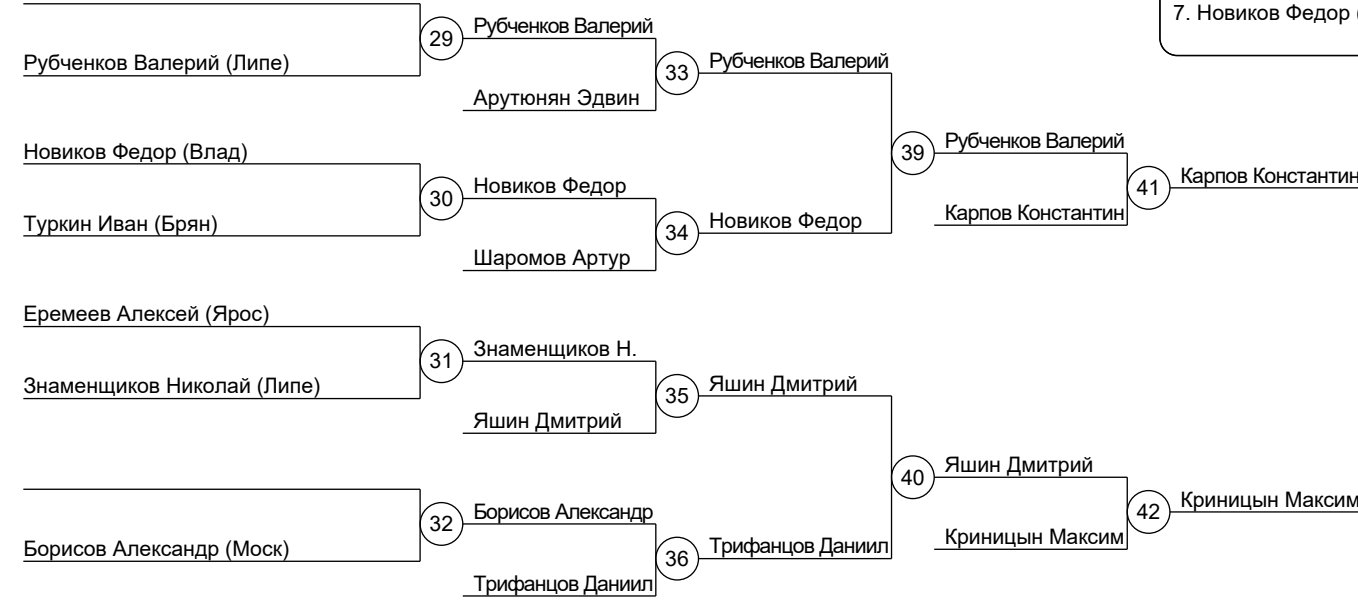 7. Новиков Федор (
Рубченков Валерий
29
Рубченков Валерий (Липе)
Рубченков Валерий
33
Арутюнян Эдвин
Новиков Федор (Влад)
Рубченков Валерий
39
Карпов Константин
41
Новиков Федор
30
Карпов Константин
Туркин Иван (Брян)
Новиков Федор
34
Шаромов Артур
Еремеев Алексей (Ярос)
Знаменщиков Н.
31
Яшин Дмитрий
35
Знаменщиков Николай (Липе)
Яшин Дмитрий
Яшин Дмитрий
40
Криницын Максим
42
Борисов Александр
32
Криницын Максим
Борисов Александр (Моск)
Трифанцов Даниил
36
Трифанцов Даниил